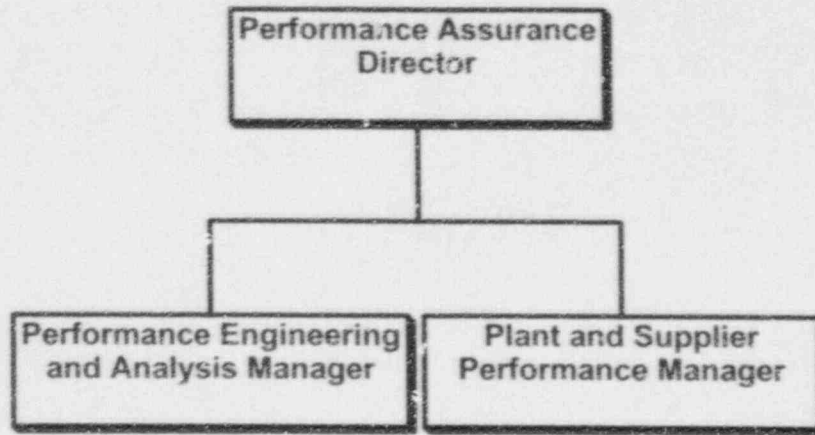 Performance Assurance
Director
Performance Engineering
and Analysis Manager
Plant and Supplier
Performance Manager